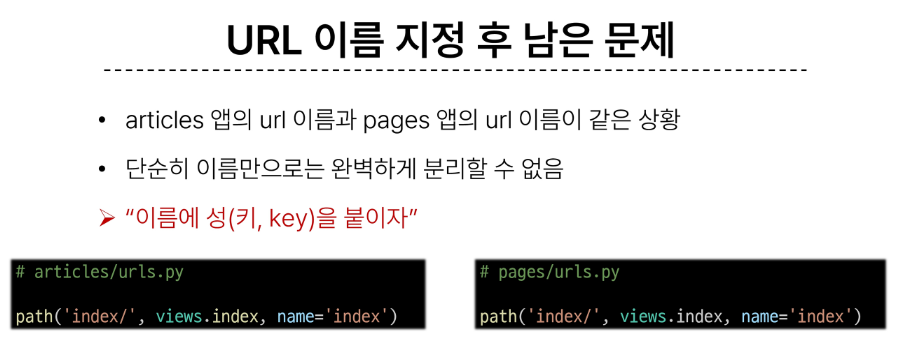 URL 이름 지정 후 남은 문제
• articles 앱의 url 이름과 pages 앱의 url 이름이 같은 상황
• 단순히 이름만으로는 완벽하게 분리할 수 없음
➢ “이름에 성(키, key)을 붙이자”
# articles/urls.py
path('index/', views.index, name='index')
# pages/urls.py
path('index/', views.index, name='index')